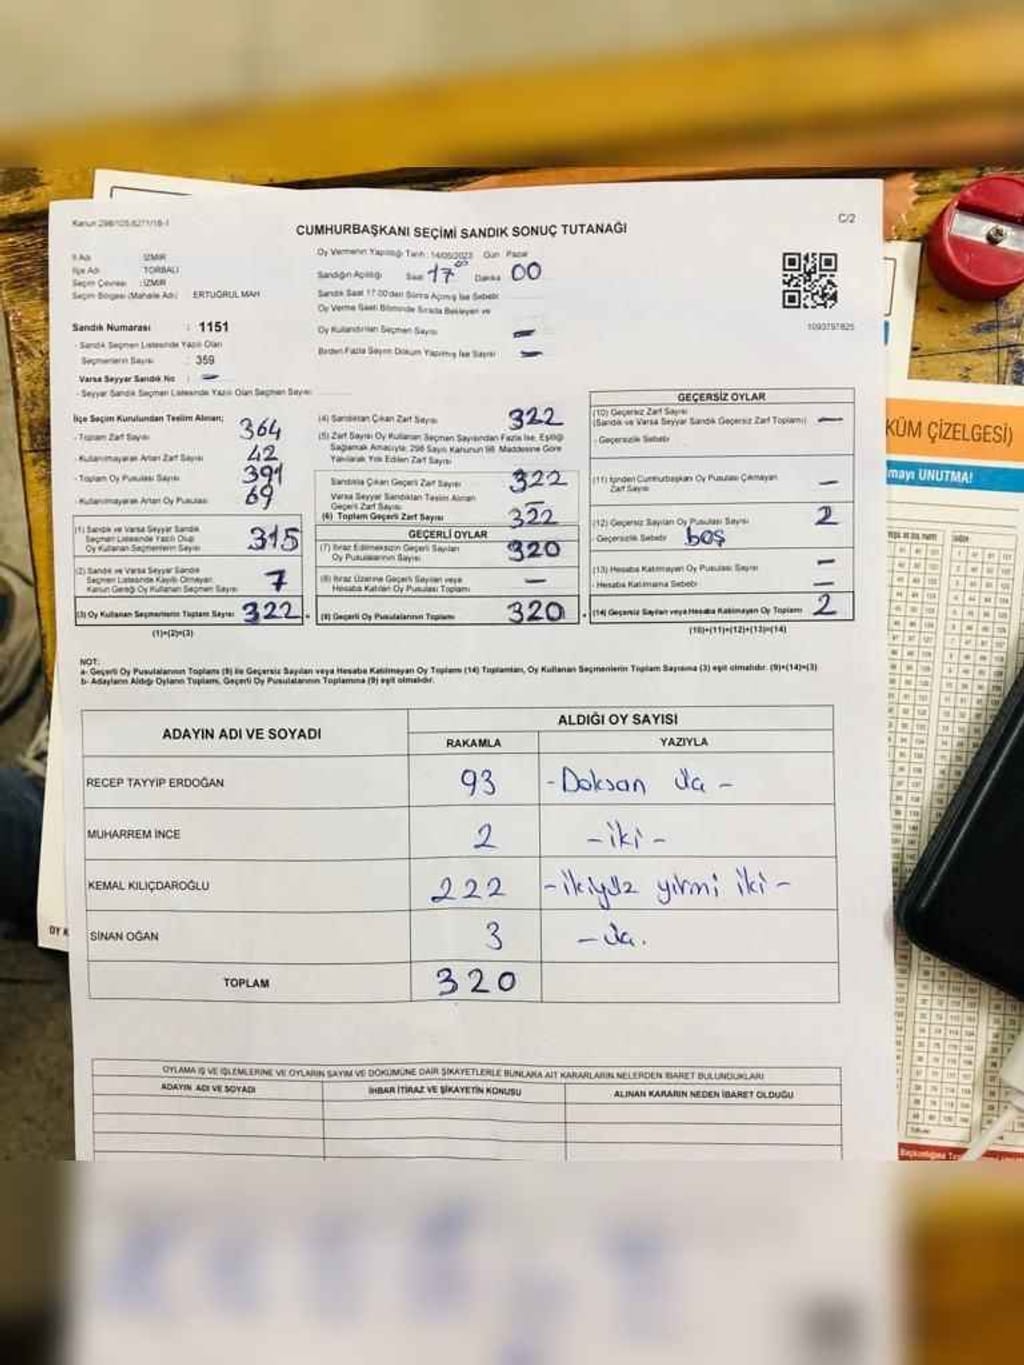 Kanun 298/105,6271/16-1
C/2
CUMHURBAŞKANI SEÇİMİ SANDIK SONUÇ TUTANAĞI
İl Adı : İZMİR
İlçe Adı : TORBALI
Seçim Çevresi : İZMİR
Seçim Bölgesi (Mahalle Adı) : ERTUĞRUL MAH
Sandık Numarası : 1151
- Sandık Seçmen Listesinde Yazılı Olan
Seçmenlerin Sayısı : 359
Varsa Seyyar Sandık No : -
- Seyyar Sandık Seçmen Listesinde Yazılı Olan Seçmen Sayısı
Oy Vermenin Yapıldığı Tarih : 14/05/2023 Gün : Pazar
Sandığın Açıldığı Saat 17 00 Dakika 00
Sandık Saat 17.00'den Sonra Açılmış İse Sebebi
Oy Verme Saati Bitiminde Sırada Bekleyen ve
Oy Kullandırılan Seçmen Sayısı -
Birden Fazla Sayım Döküm Yapılmış İse Sayısı -
1093797825
İlçe Seçim Kurulundan Teslim Alınan;
- Toplam Zarf Sayısı 364
- Kullanılmayarak Artan Zarf Sayısı 42
- Toplam Oy Pusulası Sayısı 391
- Kullanılmayarak Artan Oy Pusulası 69
(1) Sandık ve Varsa Seyyar Sandık
Seçmen Listesinde Yazılı Olup
Oy Kullanan Seçmenlerin Sayısı 315
(2) Sandık ve Varsa Seyyar Sandık
Seçmen Listesinde Kayıtlı Olmayan
Kanun Gereği Oy Kullanan Seçmen Sayısı 7
(3) Oy Kullanan Seçmenlerin Toplam Sayısı 322
(1)+(2)=(3)
(4) Sandıktan Çıkan Zarf Sayısı 322
(5) Zarf Sayısı Oy Kullanan Seçmen Sayısından Fazla İse, Eşitliği
Sağlamak Amacıyla, 298 Sayılı Kanunun 98. Maddesine Göre
Yakılarak Yok Edilen Zarf Sayısı
Sandıkta Çıkan Geçerli Zarf Sayısı 322
Varsa Seyyar Sandıktan Teslim Alınan
Geçerli Zarf Sayısı -
(6) Toplam Geçerli Zarf Sayısı 322
GEÇERLİ OYLAR
(7) İtiraz Edilmeksizin Geçerli Sayılan
Oy Pusulalarının Sayısı 320
(8) İtiraz Üzerine Geçerli Sayılan veya
Hesaba Katılan Oy Pusulası Toplamı -
(9) Geçerli Oy Pusulalarının Toplamı 320
GEÇERSİZ OYLAR
(10) Geçersiz Zarf Sayısı
(Sandık ve Varsa Seyyar Sandık Geçersiz Zarf Toplamı) -
- Geçersizlik Sebebi
(11) İçinden Cumhurbaşkanı Oy Pusulası Çıkmayan
Zarf Sayısı -
(12) Geçersiz Sayılan Oy Pusulası Sayısı 2
- Geçersizlik Sebebi boş
(13) Hesaba Katılmayan Oy Pusulası Sayısı -
- Hesaba Katılmama Sebebi -
(14) Geçersiz Sayılan veya Hesaba Katılmayan Oy Toplamı 2
(10)+(11)+(12)+(13)=(14)
NOT:
a- Geçerli Oy Pusulalarının Toplamı (9) ile Geçersiz Sayılan veya Hesaba Katılmayan Oy Toplamı (14) Toplamları, Oy Kullanan Seçmenlerin Toplam Sayısına (3) eşit olmalıdır. (9)+(14)=(3)
b- Adayların Aldığı Oyların Toplamı, Geçerli Oy Pusulalarının Toplamına (9) eşit olmalıdır.
ADAYIN ADI VE SOYADI
ALDIĞI OY SAYISI
RAKAMLA YAZIYLA
RECEP TAYYİP ERDOĞAN 93 - Doksan üç -
MUHARREM İNCE 2 - iki -
KEMAL KILIÇDAROĞLU 222 - ikiyüz yirmi iki -
SİNAN OĞAN 3 - üç.
TOPLAM 320
OYLAMA İŞ VE İŞLEMLERİNE VE OYLARIN SAYIM VE DÖKÜMÜNE DAİR ŞİKAYETLERLE BUNLARA AİT KARARLARIN NELERDEN İBARET BULUNDUKLARI
ADAYIN ADI VE SOYADI
İHBAR İTİRAZ VE ŞİKAYETİN KONUSU
ALINAN KARARIN NEDEN İBARET OLDUĞU
KÜM ÇİZELGESİ)
mayı UNUTMA!
OY K